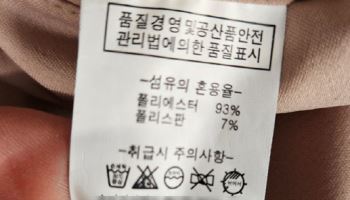 품질경영및공산품안전
관리법에의한품질표시
-섬유의 혼용율-
폴리에스터 93%
폴리스판 7%
-취급시 주의사항-